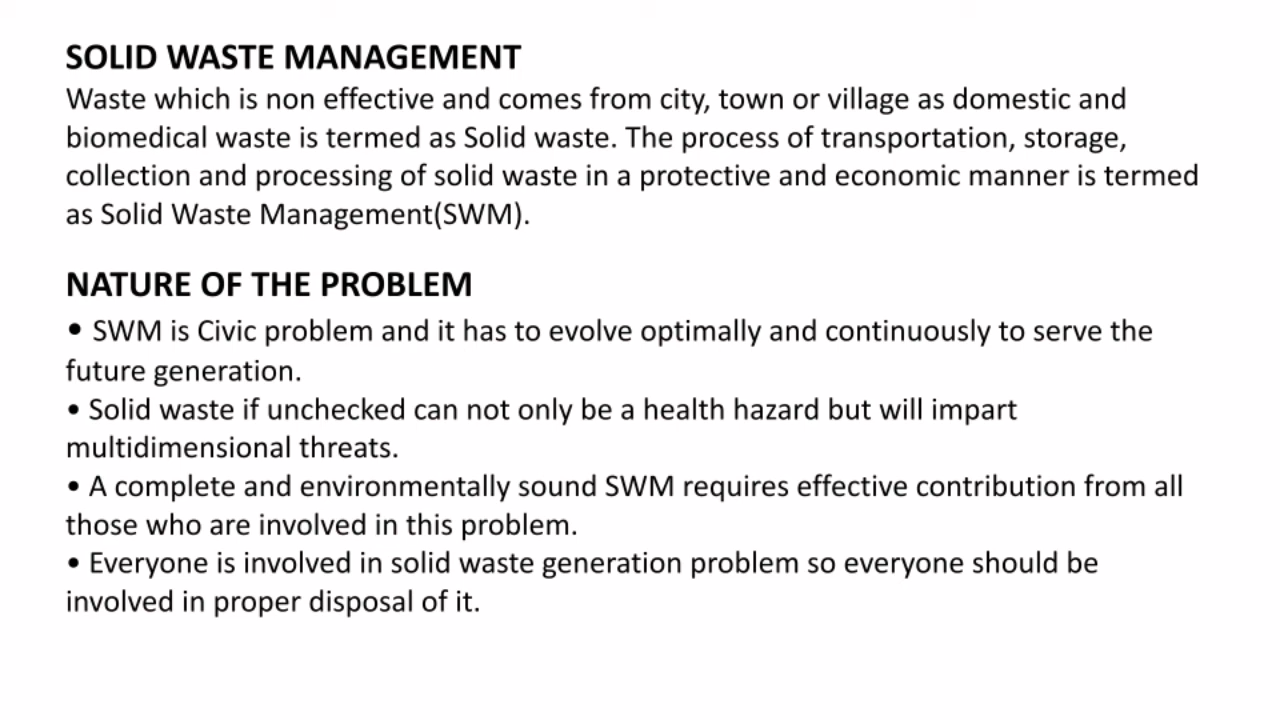 SOLID WASTE MANAGEMENT
Waste which is non effective and comes from city, town or village as domestic and
biomedical waste is termed as Solid waste. The process of transportation, storage,
collection and processing of solid waste in a protective and economic manner is termed
as Solid Waste Management(SWM).
NATURE OF THE PROBLEM
• SWM is Civic problem and it has to evolve optimally and continuously to serve the
future generation.
• Solid waste if unchecked can not only be a health hazard but will impart
multidimensional threats.
• A complete and environmentally sound SWM requires effective contribution from all
those who are involved in this problem.
• Everyone is involved in solid waste generation problem so everyone should be
involved in proper disposal of it.